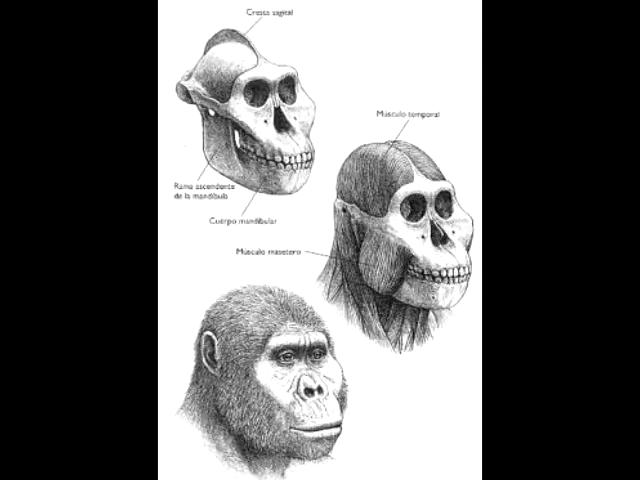 Cresta sagital
Músculo temporal
Rama ascendente
de la mandíbula
Cuerpo mandibular
Músculo masetero